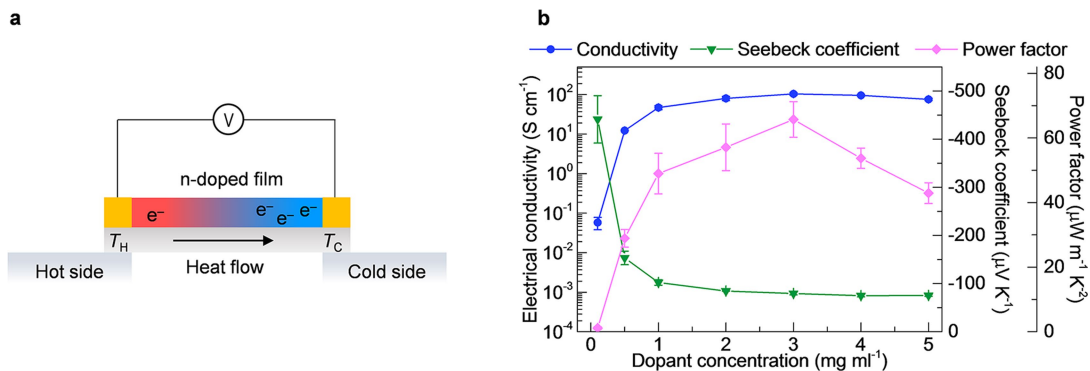 a
V
n-doped film
e⁻
e⁻ e⁻ e⁻
T_H
T_C
Hot side
Heat flow
Cold side
b
Conductivity
Seebeck coefficient
Power factor
Electrical conductivity (S cm⁻¹)
10²
10¹
10⁰
10⁻¹
10⁻²
10⁻³
10⁻⁴
0 1 2 3 4 5
Dopant concentration (mg ml⁻¹)
-500
-400
-300
-200
-100
0
Seebeck coefficient (μV K⁻¹)
80
60
40
20
0
Power factor (μW m⁻¹ K⁻²)